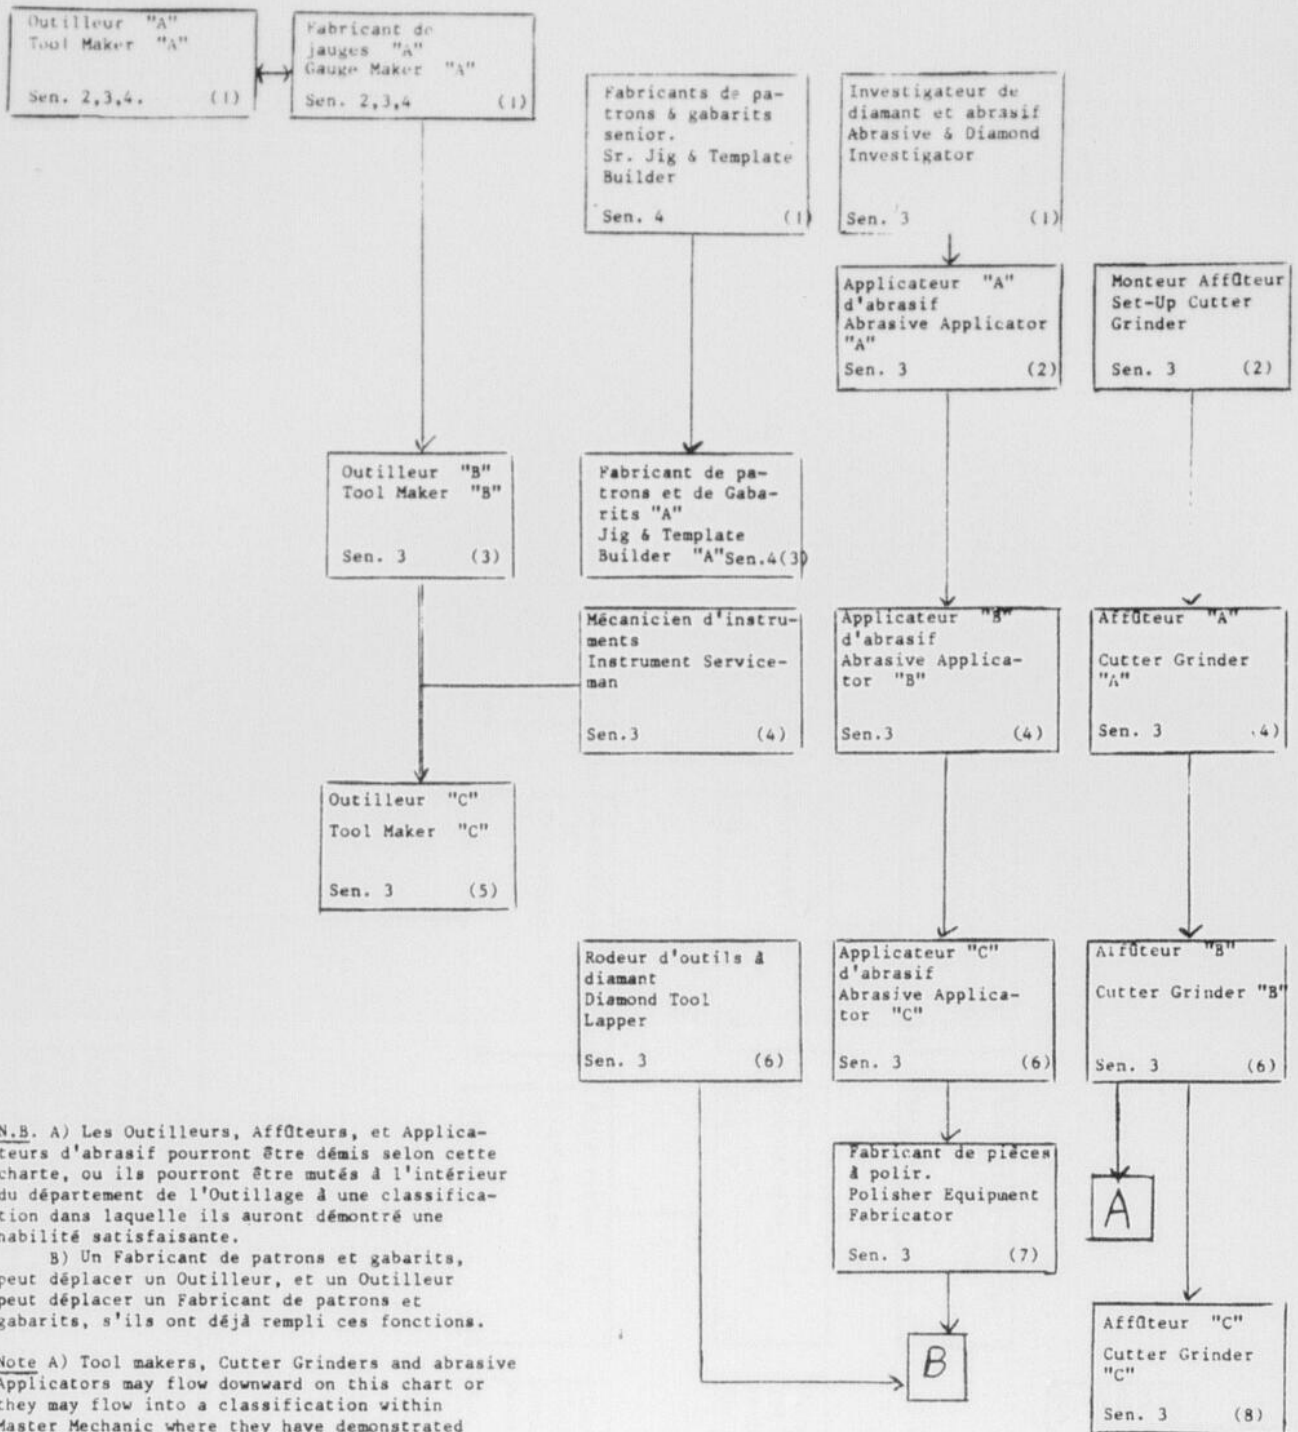 Outilleur "A"
Tool Maker "A"
Sen. 2,3,4. (1)
Fabricant de
jauges "A"
Gauge Maker "A"
Sen. 2,3,4 (1)
Fabricants de pa-
trons & gabarits
senior.
Sr. Jig & Template
Builder
Sen. 4 (1)
Investigateur de
diamant et abrasif
Abrasive & Diamond
Investigator
Sen. 3 (1)
Applicateur "A"
d'abrasif
Abrasive Applicator
"A"
Sen. 3 (2)
Monteur Affûteur
Set-Up Cutter
Grinder
Sen. 3 (2)
Outilleur "B"
Tool Maker "B"
Sen. 3 (3)
Fabricant de pa-
trons et de Gaba-
rits "A"
Jig & Template
Builder "A" Sen.4(3)
Mécanicien d'instru-
ments
Instrument Service-
man
Sen.3 (4)
Applicateur "B"
d'abrasif
Abrasive Applica-
tor "B"
Sen.3 (4)
Affûteur "A"
Cutter Grinder
"A"
Sen. 3 (4)
Outilleur "C"
Tool Maker "C"
Sen. 3 (5)
Rodeur d'outils à
diamant
Diamond Tool
Lapper
Sen. 3 (6)
Applicateur "C"
d'abrasif
Abrasive Applica-
tor "C"
Sen. 3 (6)
Affûteur "B"
Cutter Grinder "B"
Sen. 3 (6)
Fabricant de pièces
à polir.
Polisher Equipment
Fabricator
Sen. 3 (7)
A
B
Affûteur "C"
Cutter Grinder
"C"
Sen. 3 (8)
N.B. A) Les Outilleurs, Affûteurs, et Applica-
teurs d'abrasif pourront être démis selon cette
charte, ou ils pourront être mutés à l'intérieur
du département de l'Outillage à une classifica-
tion dans laquelle ils auront démontré une
habilité satisfaisante.
B) Un Fabricant de patrons et gabarits,
peut déplacer un Outilleur, et un Outilleur
peut déplacer un Fabricant de patrons et
gabarits, s'ils ont déjà rempli ces fonctions.
Note A) Tool makers, Cutter Grinders and abrasive
Applicators may flow downward on this chart or
they may flow into a classification within
Master Mechanic where they have demonstrated